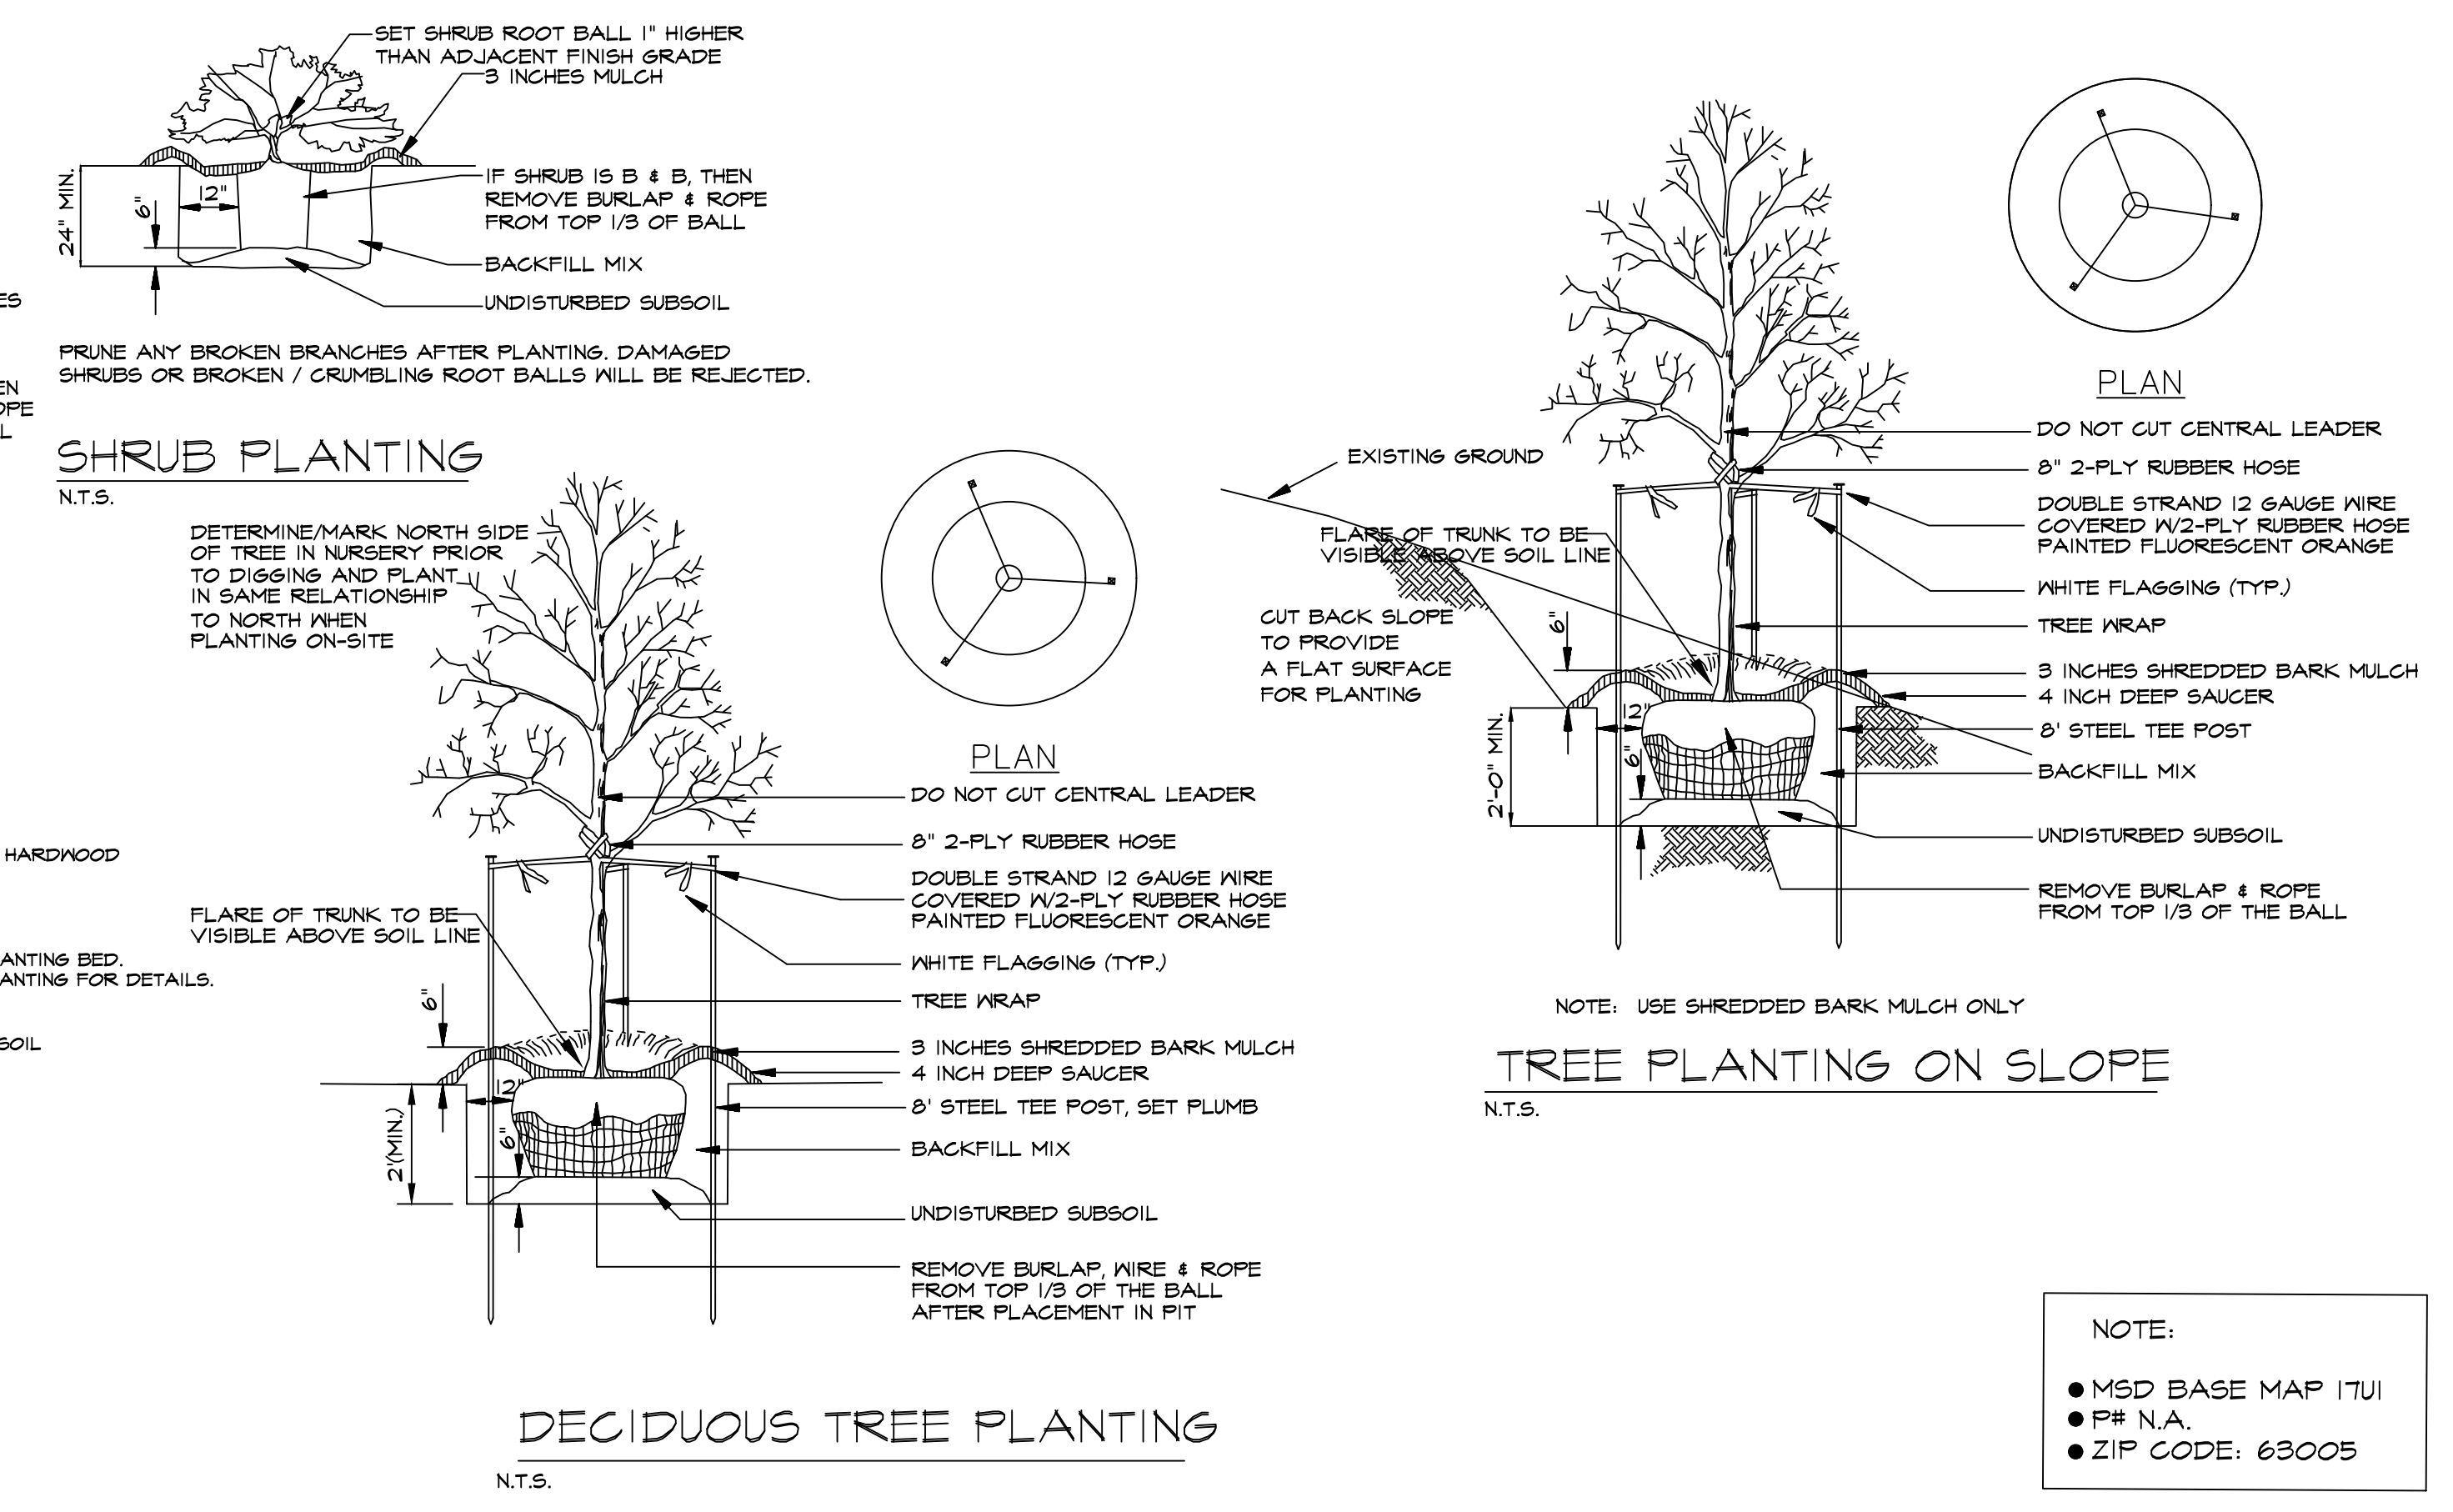 SET SHRUB ROOT BALL 1" HIGHER
THAN ADJACENT FINISH GRADE
3 INCHES MULCH
24" MIN.
6"
12"
IF SHRUB IS B & B, THEN
REMOVE BURLAP & ROPE
FROM TOP 1/3 OF BALL
BACKFILL MIX
UNDISTURBED SUBSOIL
PRUNE ANY BROKEN BRANCHES AFTER PLANTING. DAMAGED
SHRUBS OR BROKEN / CRUMBLING ROOT BALLS WILL BE REJECTED.
SHRUB PLANTING
N.T.S.
ES
EN
OPE
L
HARDWOOD
ANTING BED.
ANTING FOR DETAILS.
SOIL
DETERMINE/MARK NORTH SIDE
OF TREE IN NURSERY PRIOR
TO DIGGING AND PLANT
IN SAME RELATIONSHIP
TO NORTH WHEN
PLANTING ON-SITE
FLARE OF TRUNK TO BE
VISIBLE ABOVE SOIL LINE
6"
12"
2'(MIN.)
6"
PLAN
DO NOT CUT CENTRAL LEADER
8" 2-PLY RUBBER HOSE
DOUBLE STRAND 12 GAUGE WIRE
COVERED W/2-PLY RUBBER HOSE
PAINTED FLUORESCENT ORANGE
WHITE FLAGGING (TYP.)
TREE WRAP
3 INCHES SHREDDED BARK MULCH
4 INCH DEEP SAUCER
8' STEEL TEE POST, SET PLUMB
BACKFILL MIX
UNDISTURBED SUBSOIL
REMOVE BURLAP, WIRE & ROPE
FROM TOP 1/3 OF THE BALL
AFTER PLACEMENT IN PIT
DECIDUOUS TREE PLANTING
N.T.S.
EXISTING GROUND
FLARE OF TRUNK TO BE
VISIBLE ABOVE SOIL LINE
CUT BACK SLOPE
TO PROVIDE
A FLAT SURFACE
FOR PLANTING
6"
12"
2'-0" MIN.
6"
PLAN
DO NOT CUT CENTRAL LEADER
8" 2-PLY RUBBER HOSE
DOUBLE STRAND 12 GAUGE WIRE
COVERED W/2-PLY RUBBER HOSE
PAINTED FLUORESCENT ORANGE
WHITE FLAGGING (TYP.)
TREE WRAP
3 INCHES SHREDDED BARK MULCH
4 INCH DEEP SAUCER
8' STEEL TEE POST
BACKFILL MIX
UNDISTURBED SUBSOIL
REMOVE BURLAP & ROPE
FROM TOP 1/3 OF THE BALL
NOTE: USE SHREDDED BARK MULCH ONLY
TREE PLANTING ON SLOPE
N.T.S.
NOTE:
● MSD BASE MAP 17U1
● P# N.A.
● ZIP CODE: 63005